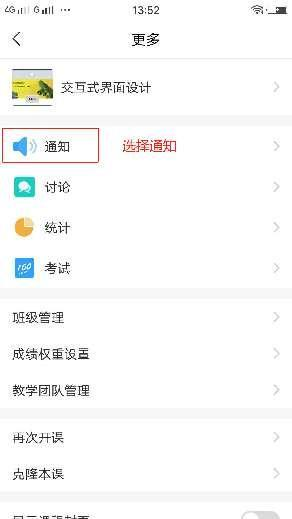 4G G ··· 13:52
更多
交互式界面设计
通知 选择通知
讨论
统计
100 考试
班级管理
成绩权重设置
教学团队管理
再次开课
克隆本课